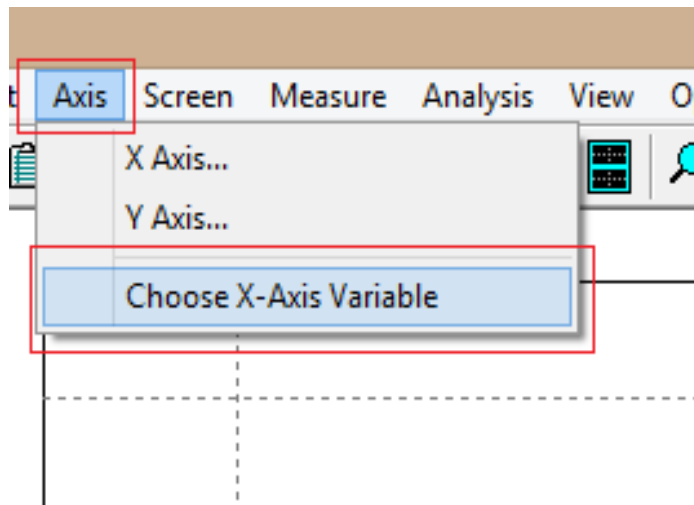 Axis Screen Measure Analysis View
X Axis...
Y Axis...
Choose X-Axis Variable